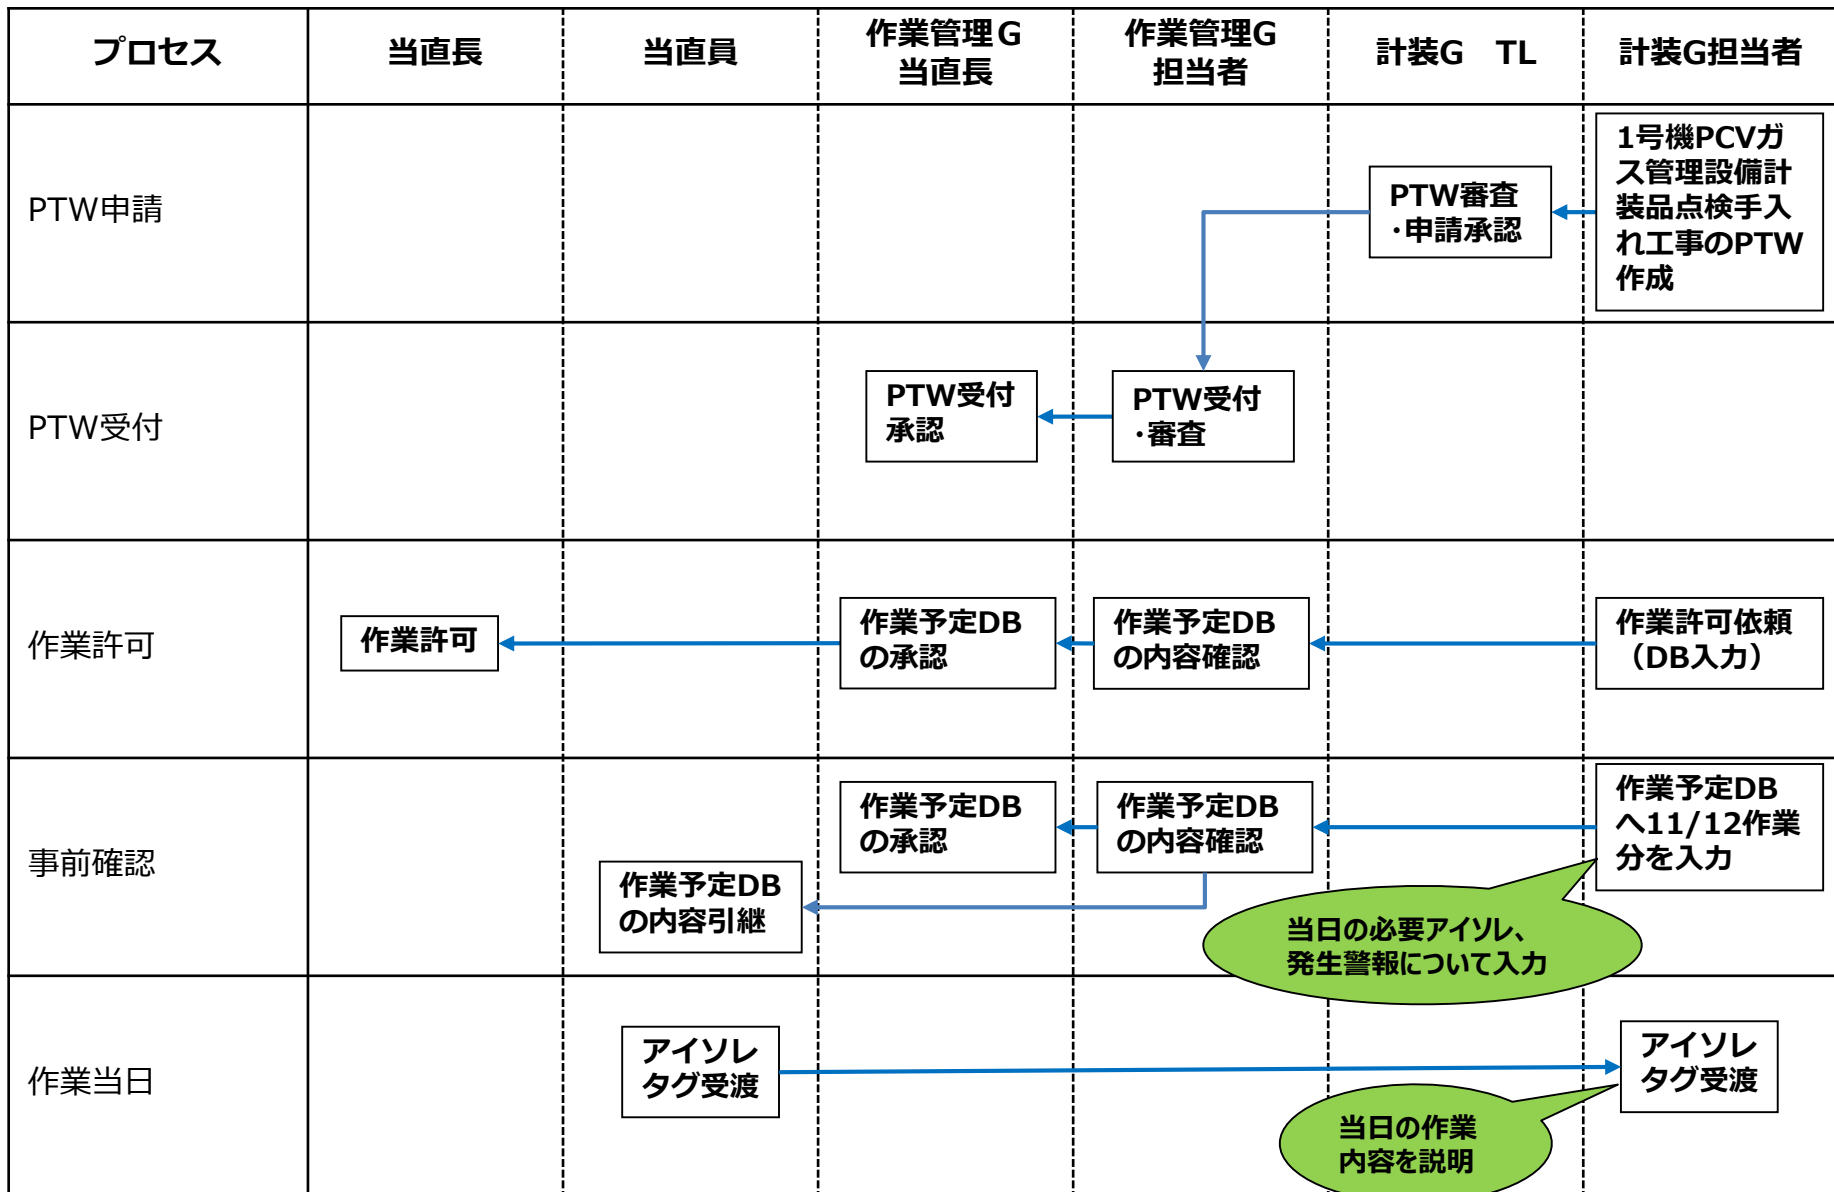 プロセス
当直長
当直員
作業管理G
当直長
作業管理G
担当者
計装G　TL
計装G担当者
PTW申請
PTW審査
・申請承認
1号機PCVガ
ス管理設備計
装品点検手入
れ工事のPTW
作成
PTW受付
PTW受付
承認
PTW受付
・審査
作業許可
作業許可
作業予定DB
の承認
作業予定DB
の内容確認
作業許可依頼
（DB入力）
事前確認
作業予定DB
の内容引継
作業予定DB
の承認
作業予定DB
の内容確認
作業予定DB
へ11/12作業
分を入力
当日の必要アイソレ、
発生警報について入力
作業当日
アイソレ
タグ受渡
アイソレ
タグ受渡
当日の作業
内容を説明